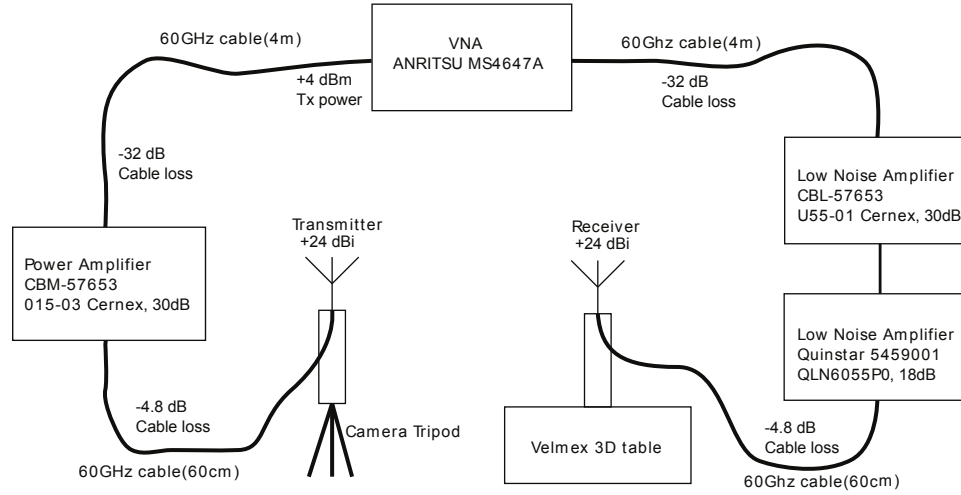 60GHz cable(4m)
VNA
ANRITSU MS4647A
60Ghz cable(4m)
+4 dBm
Tx power
-32 dB
Cable loss
-32 dB
Cable loss
Low Noise Amplifier
CBL-57653
U55-01 Cernex, 30dB
Transmitter
+24 dBi
Receiver
+24 dBi
Power Amplifier
CBM-57653
015-03 Cernex, 30dB
Low Noise Amplifier
Quinstar 5459001
QLN6055P0, 18dB
-4.8 dB
Cable loss
Camera Tripod
Velmex 3D table
-4.8 dB
Cable loss
60GHz cable(60cm)
60Ghz cable(60cm)